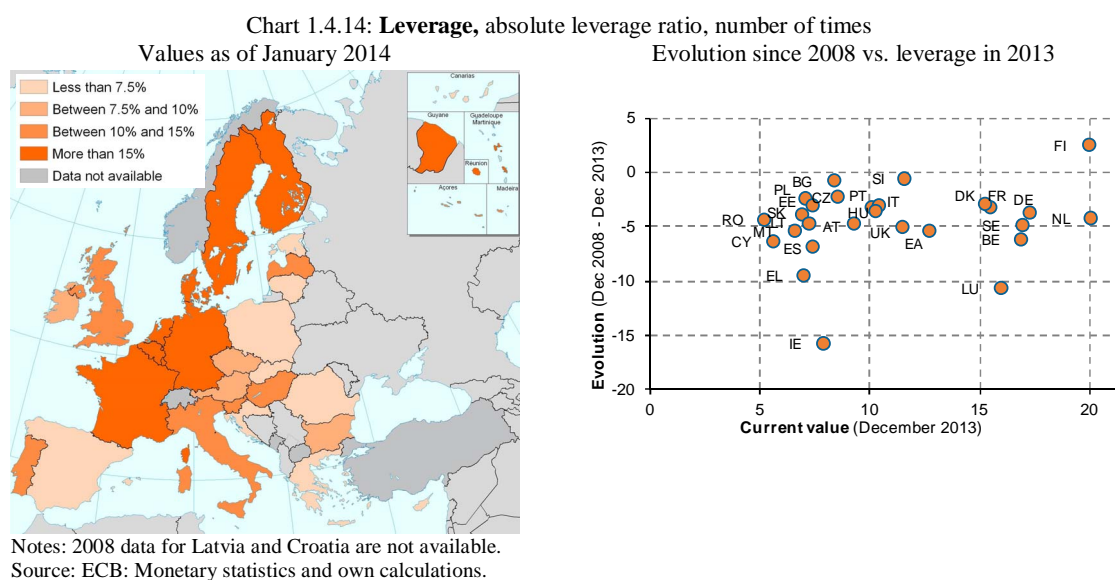 Chart 1.4.14: Leverage, absolute leverage ratio, number of times
Values as of January 2014
Evolution since 2008 vs. leverage in 2013
Less than 7.5%
Between 7.5% and 10%
Between 10% and 15%
More than 15%
Data not available
Canarias
Guyane
Guadeloupe
Martinique
Réunion
Açores
Madeira
Evolution (Dec 2008 - Dec 2013)
5
0
-5
-10
-15
-20
FI
SI
BG
PL
CZ
PT
IT
DK
FR
DE
EE
SK
HU
NL
RO
LT
AT
UK
SE
MT
CY
ES
EA
BE
EL
LU
IE
0
5
10
15
20
Current value (December 2013)
Notes: 2008 data for Latvia and Croatia are not available.
Source: ECB: Monetary statistics and own calculations.